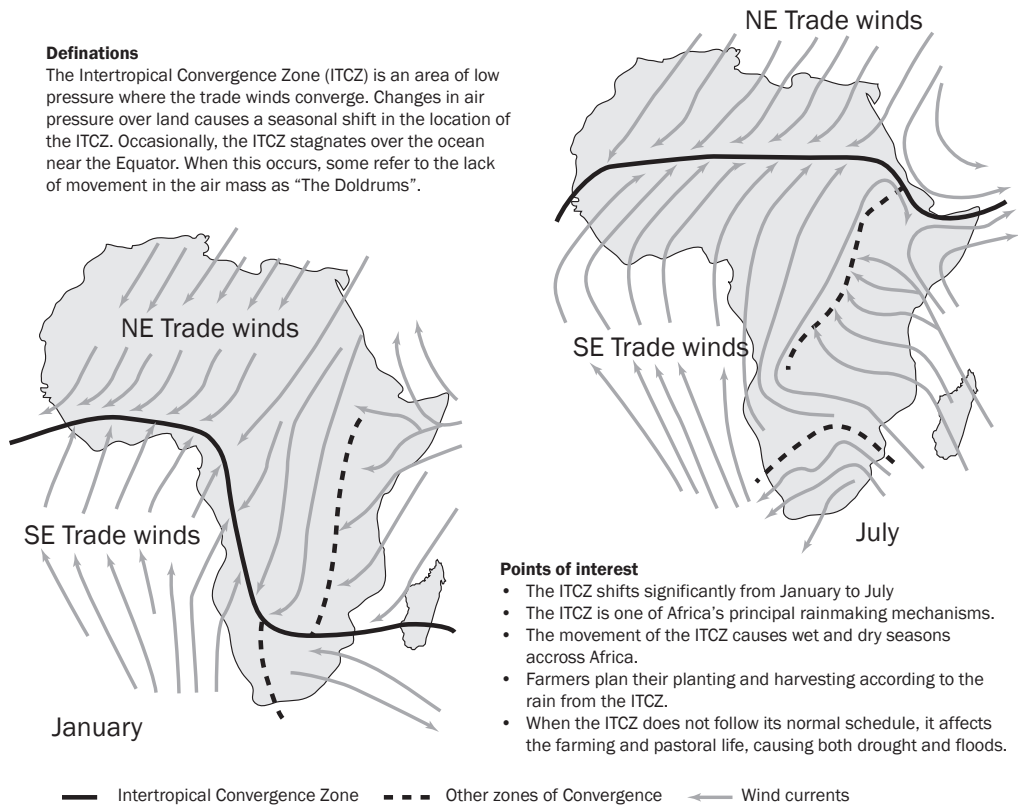 NE Trade winds
Definations
The Intertropical Convergence Zone (ITCZ) is an area of low
pressure where the trade winds converge. Changes in air
pressure over land causes a seasonal shift in the location of
the ITCZ. Occasionally, the ITCZ stagnates over the ocean
near the Equator. When this occurs, some refer to the lack
of movement in the air mass as “The Doldrums”.
NE Trade winds
SE Trade winds
SE Trade winds
July
January
Points of interest
• The ITCZ shifts significantly from January to July
• The ITCZ is one of Africa’s principal rainmaking mechanisms.
• The movement of the ITCZ causes wet and dry seasons
accross Africa.
• Farmers plan their planting and harvesting according to the
rain from the ITCZ.
• When the ITCZ does not follow its normal schedule, it affects
the farming and pastoral life, causing both drought and floods.
Intertropical Convergence Zone
Other zones of Convergence
Wind currents